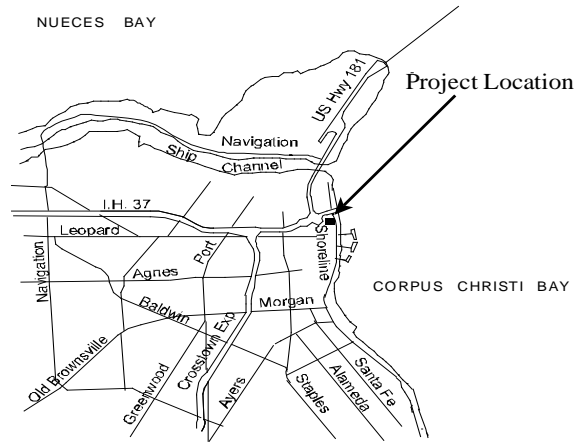 NUECES BAY
US Hwy 181
Project Location
Navigation
Ship Channel
I.H. 37
Leopard
Port
Shoreline
Navigation
Agnes
CORPUS CHRISTI BAY
Baldwin
Morgan
Crosstown Exp
Old Brownsville
Greenwood
Ayers
Staples
Alameda
Santa Fe